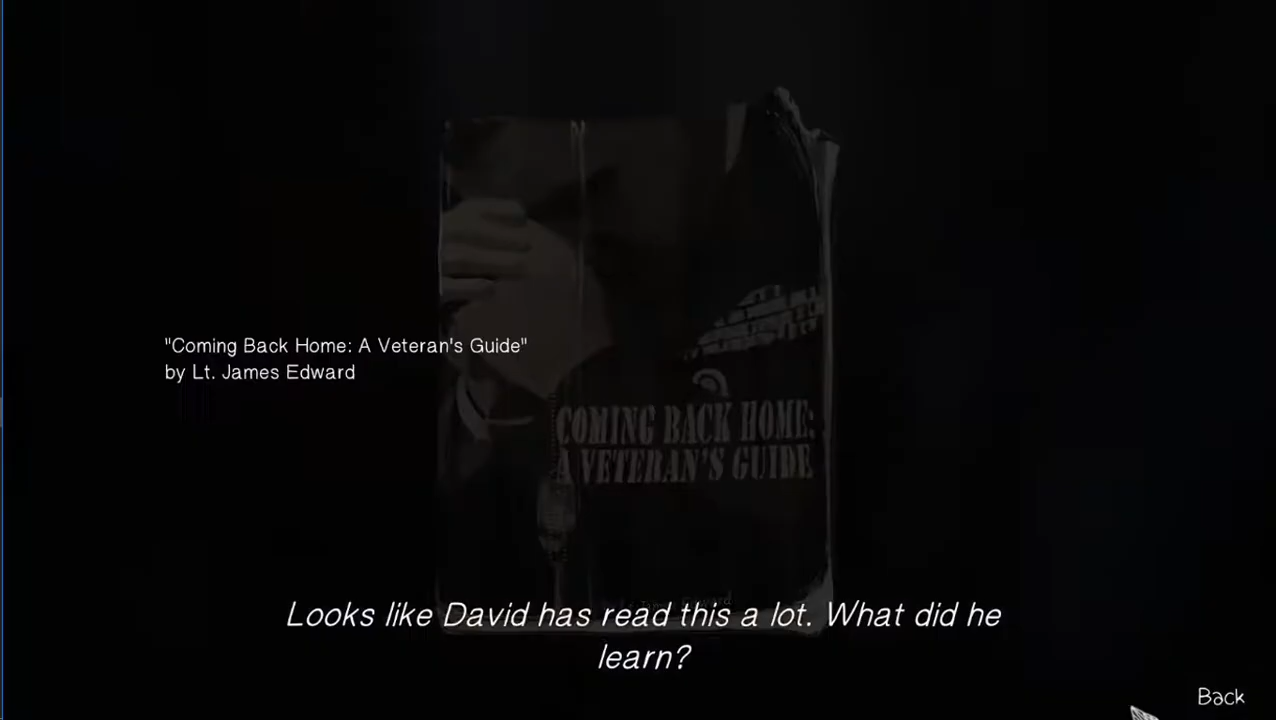 "Coming Back Home: A Veteran's Guide"
by Lt. James Edward
COMING BACK HOME:
A VETERAN'S GUIDE
Looks like David has read this a lot. What did he
learn?
Back